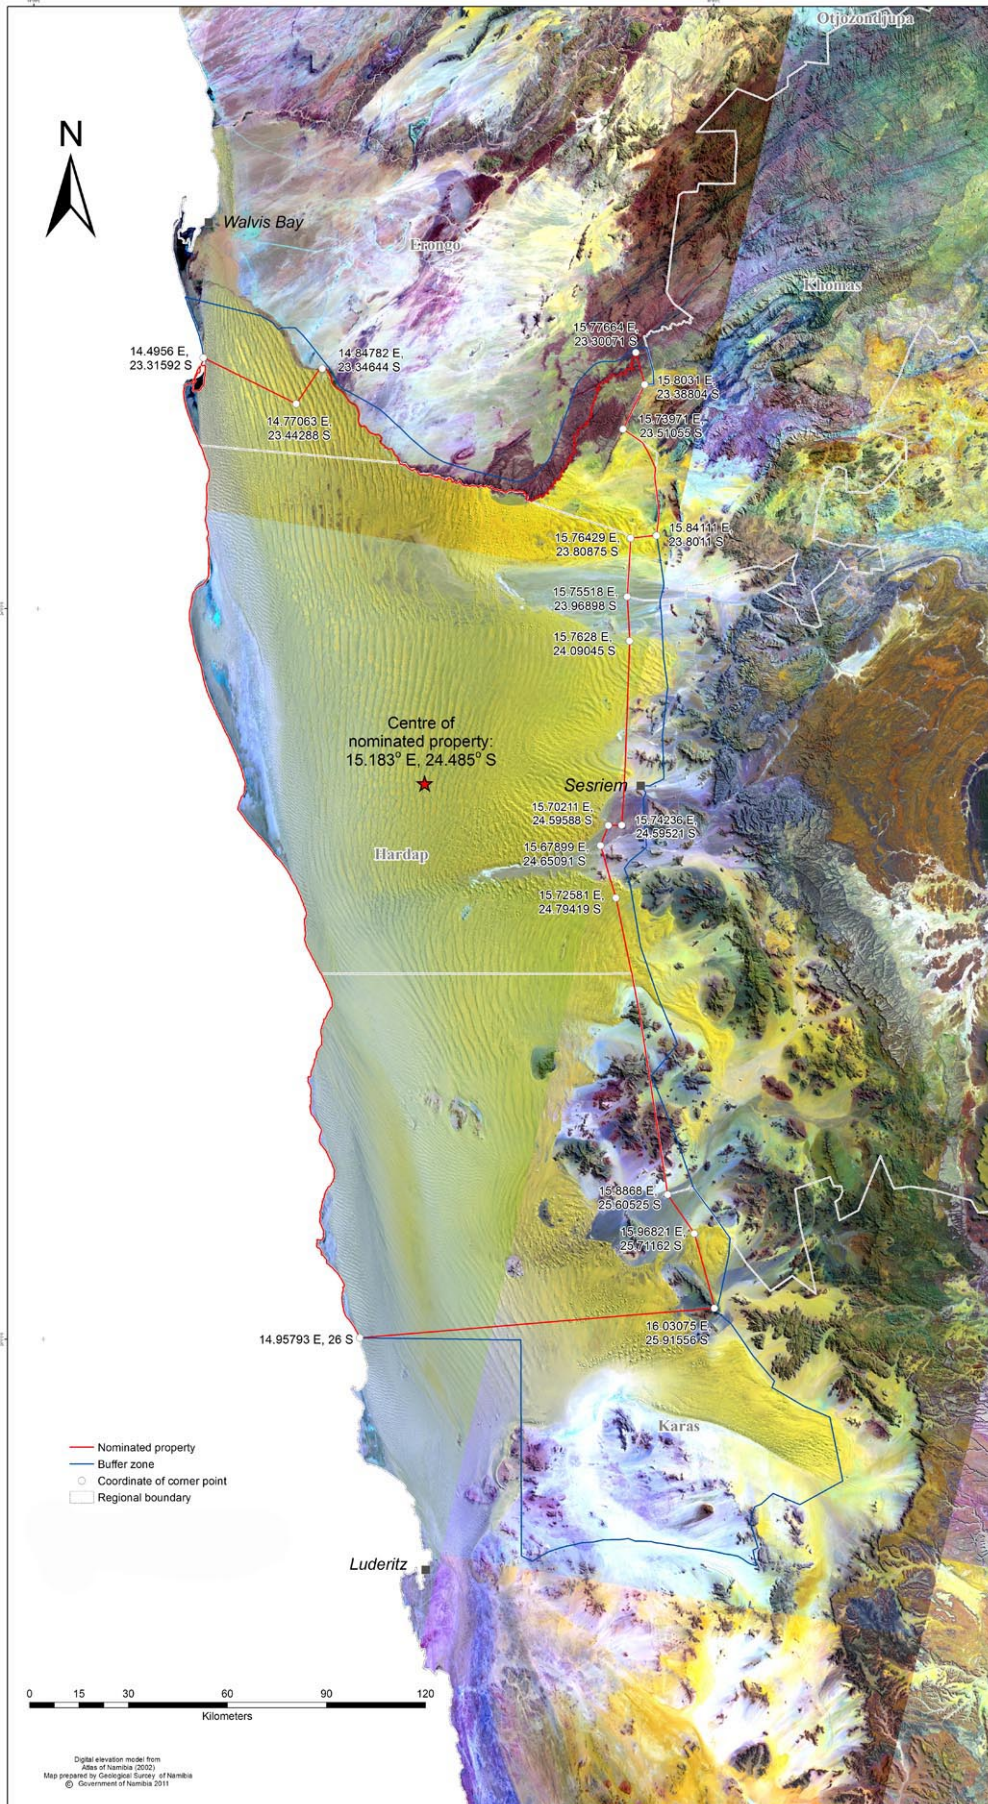 Otjozondjupa
N
Walvis Bay
Erongo
Khomas
15.77664 E,
23.30071 S
14.4956 E,
23.31592 S
14.84782 E,
23.34644 S
15.8031 E,
23.38804 S
14.77063 E,
23.44288 S
15.73971 E,
23.51055 S
15.84111 E,
23.8011 S
15.76429 E,
23.80875 S
15.75518 E,
23.96898 S
15.7628 E,
24.09045 S
Centre of
nominated property:
15.183° E, 24.485° S
Sesriem
15.70211 E,
24.59588 S
15.74236 E,
24.59521 S
15.67899 E,
24.65091 S
Hardap
15.72581 E,
24.79419 S
15.8868 E,
25.60525 S
15.96821 E,
25.71162 S
16.03075 E,
25.91556 S
14.95793 E, 26 S
Karas
Nominated property
Buffer zone
Coordinate of corner point
Regional boundary
Luderitz
0 15 30 60 90 120
Kilometers
Digital elevation model from
Atlas of Namibia (2002)
Map prepared by Geological Survey of Namibia
© Government of Namibia 2011